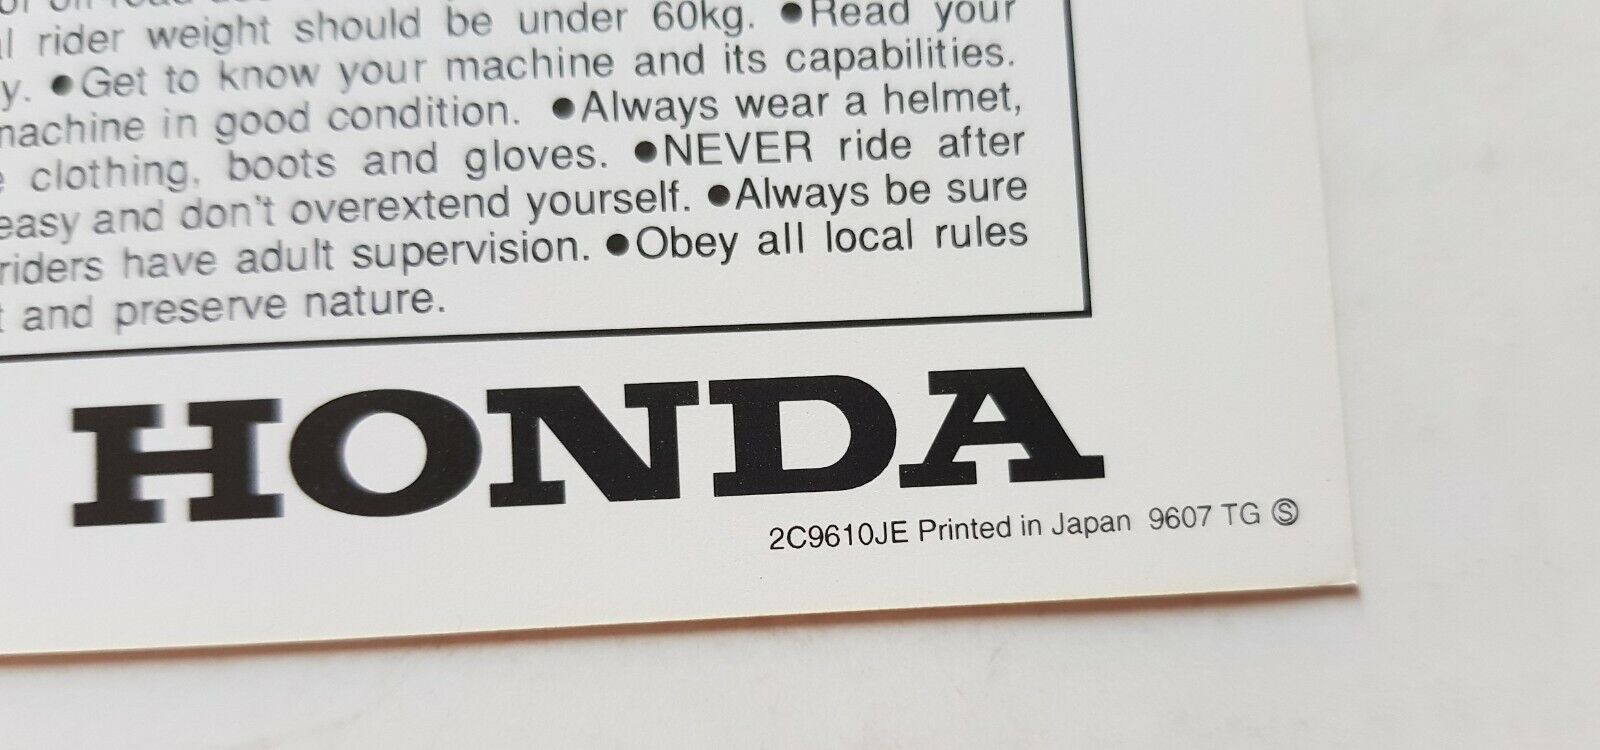 rider weight should be under 60kg. ●Read your
y. ●Get to know your machine and its capabilities.
machine in good condition. ●Always wear a helmet,
clothing, boots and gloves. ●NEVER ride after
easy and don't overextend yourself. ●Always be sure
riders have adult supervision. ●Obey all local rules
t and preserve nature.
HONDA
2C9610JE Printed in Japan 9607 TG Ⓢ